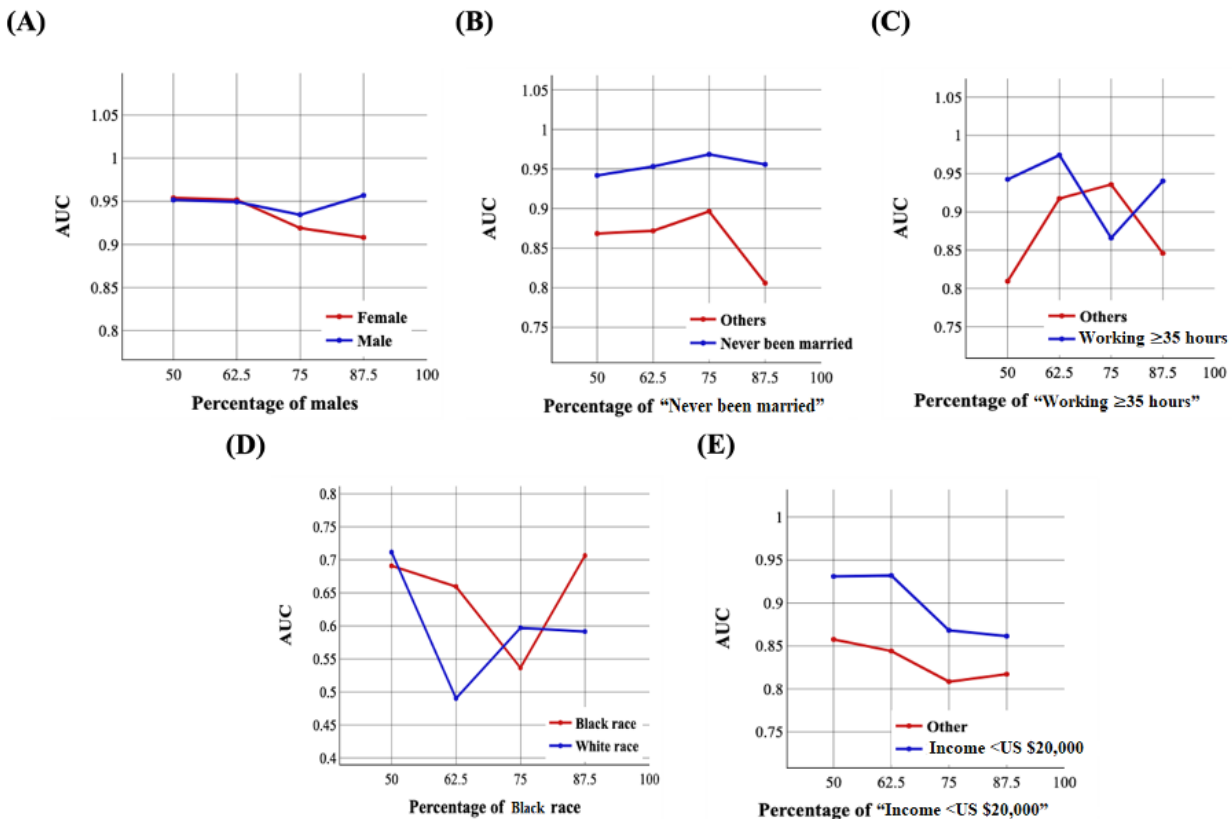 (A)
AUC
1.05
1
0.95
0.9
0.85
0.8
Female
Male
50 62.5 75 87.5 100
Percentage of males
(B)
AUC
1.05
1
0.95
0.9
0.85
0.8
0.75
Others
Never been married
50 62.5 75 87.5 100
Percentage of “Never been married”
(C)
AUC
1.05
1
0.95
0.9
0.85
0.8
0.75
Others
Working ≥35 hours
50 62.5 75 87.5 100
Percentage of “Working ≥35 hours”
(D)
AUC
0.8
0.75
0.7
0.65
0.6
0.55
0.5
0.45
0.4
Black race
White race
50 62.5 75 87.5 100
Percentage of Black race
(E)
AUC
1
0.95
0.9
0.85
0.8
0.75
Other
Income <US $20,000
50 62.5 75 87.5 100
Percentage of “Income <US $20,000”